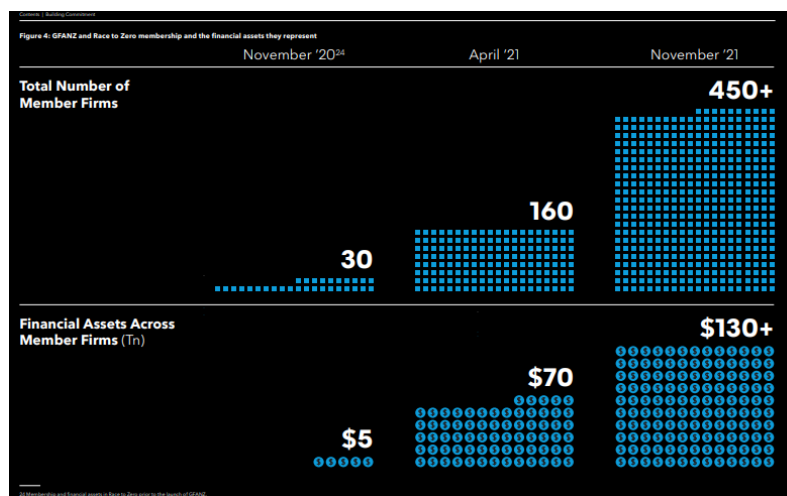 Contents | Building Commitment
Figure 4: GFANZ and Race to Zero membership and the financial assets they represent
November '20²⁴ April '21 November '21
Total Number of
Member Firms
450+
160
30
Financial Assets Across
Member Firms (Tn)
$130+
$70
$5
24 Membership and financial assets in Race to Zero prior to the launch of GFANZ.